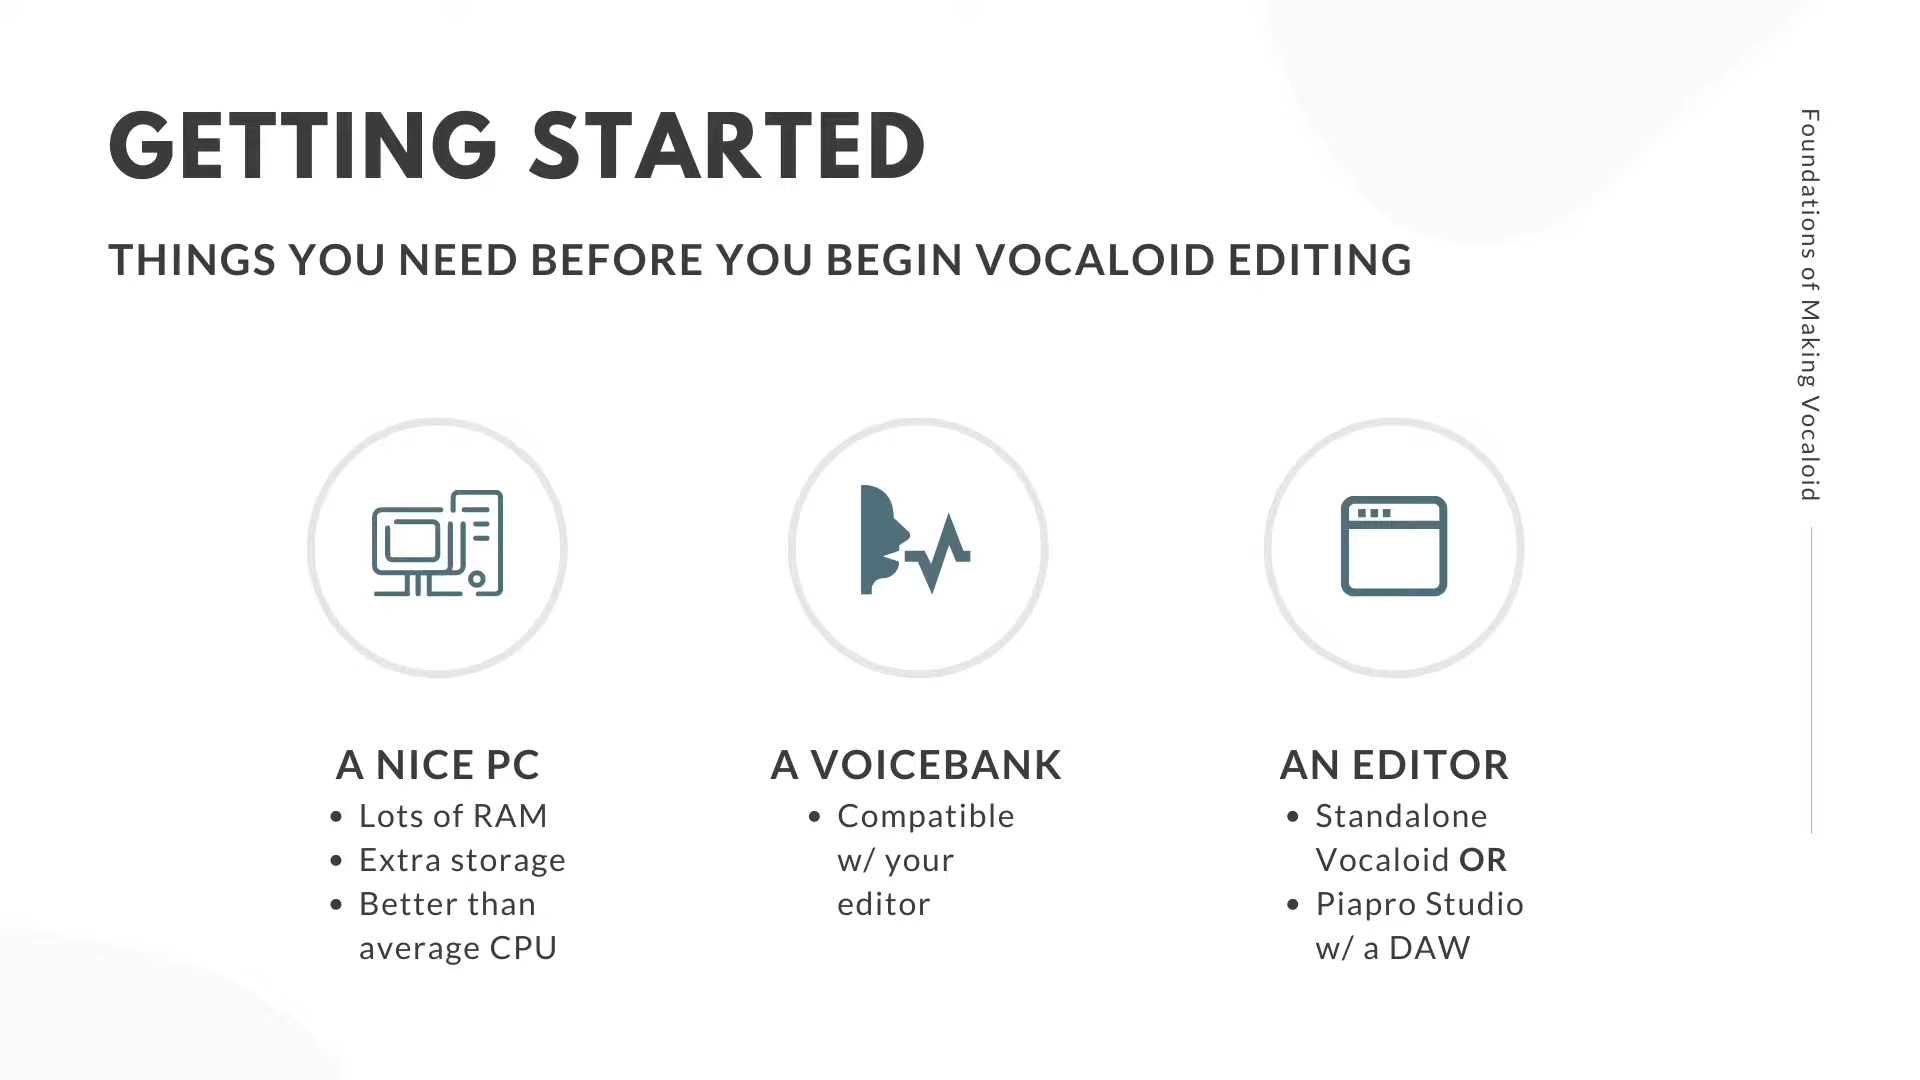 GETTING STARTED
THINGS YOU NEED BEFORE YOU BEGIN VOCALOID EDITING
A NICE PC
• Lots of RAM
• Extra storage
• Better than
average CPU
A VOICEBANK
• Compatible
w/ your
editor
AN EDITOR
• Standalone
Vocaloid OR
• Piapro Studio
w/ a DAW
Foundations of Making Vocaloid